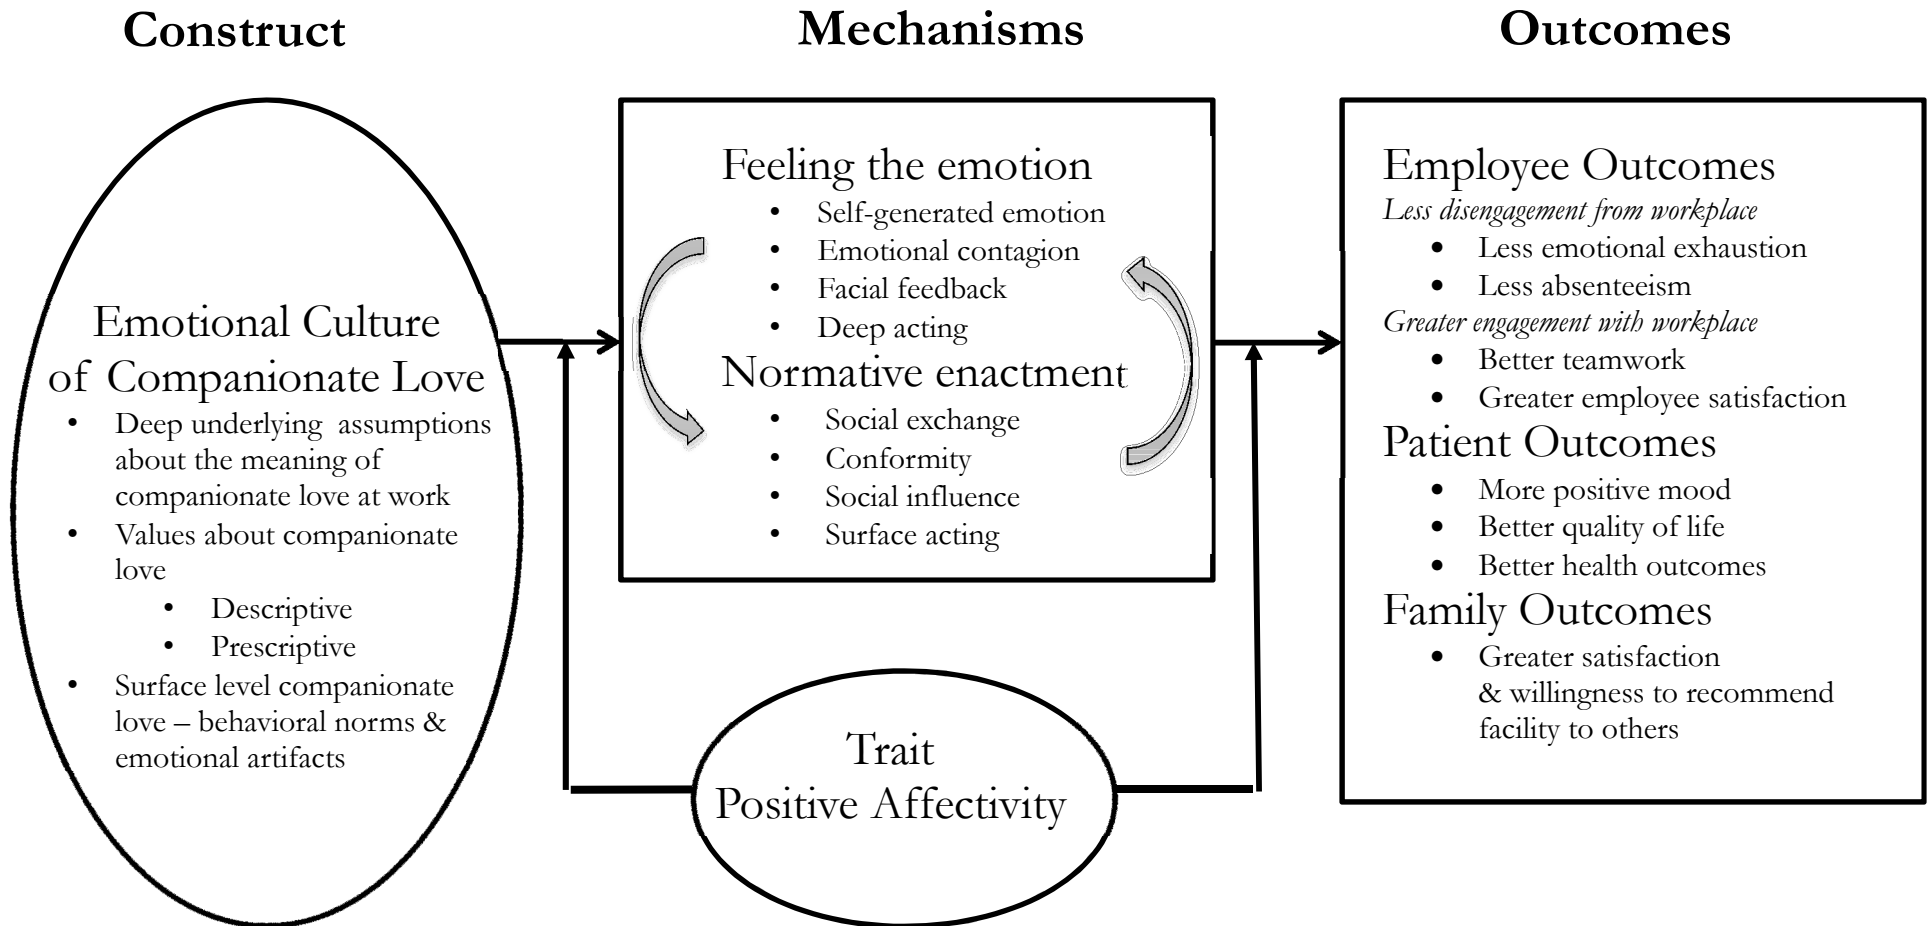 Construct
Mechanisms
Outcomes
Emotional Culture
of Companionate Love
• Deep underlying assumptions
about the meaning of
companionate love at work
• Values about companionate
love
• Descriptive
• Prescriptive
• Surface level companionate
love – behavioral norms &
emotional artifacts
Feeling the emotion
• Self-generated emotion
• Emotional contagion
• Facial feedback
• Deep acting
Normative enactment
• Social exchange
• Conformity
• Social influence
• Surface acting
Trait
Positive Affectivity
Employee Outcomes
Less disengagement from workplace
• Less emotional exhaustion
• Less absenteeism
Greater engagement with workplace
• Better teamwork
• Greater employee satisfaction
Patient Outcomes
• More positive mood
• Better quality of life
• Better health outcomes
Family Outcomes
• Greater satisfaction
& willingness to recommend
facility to others